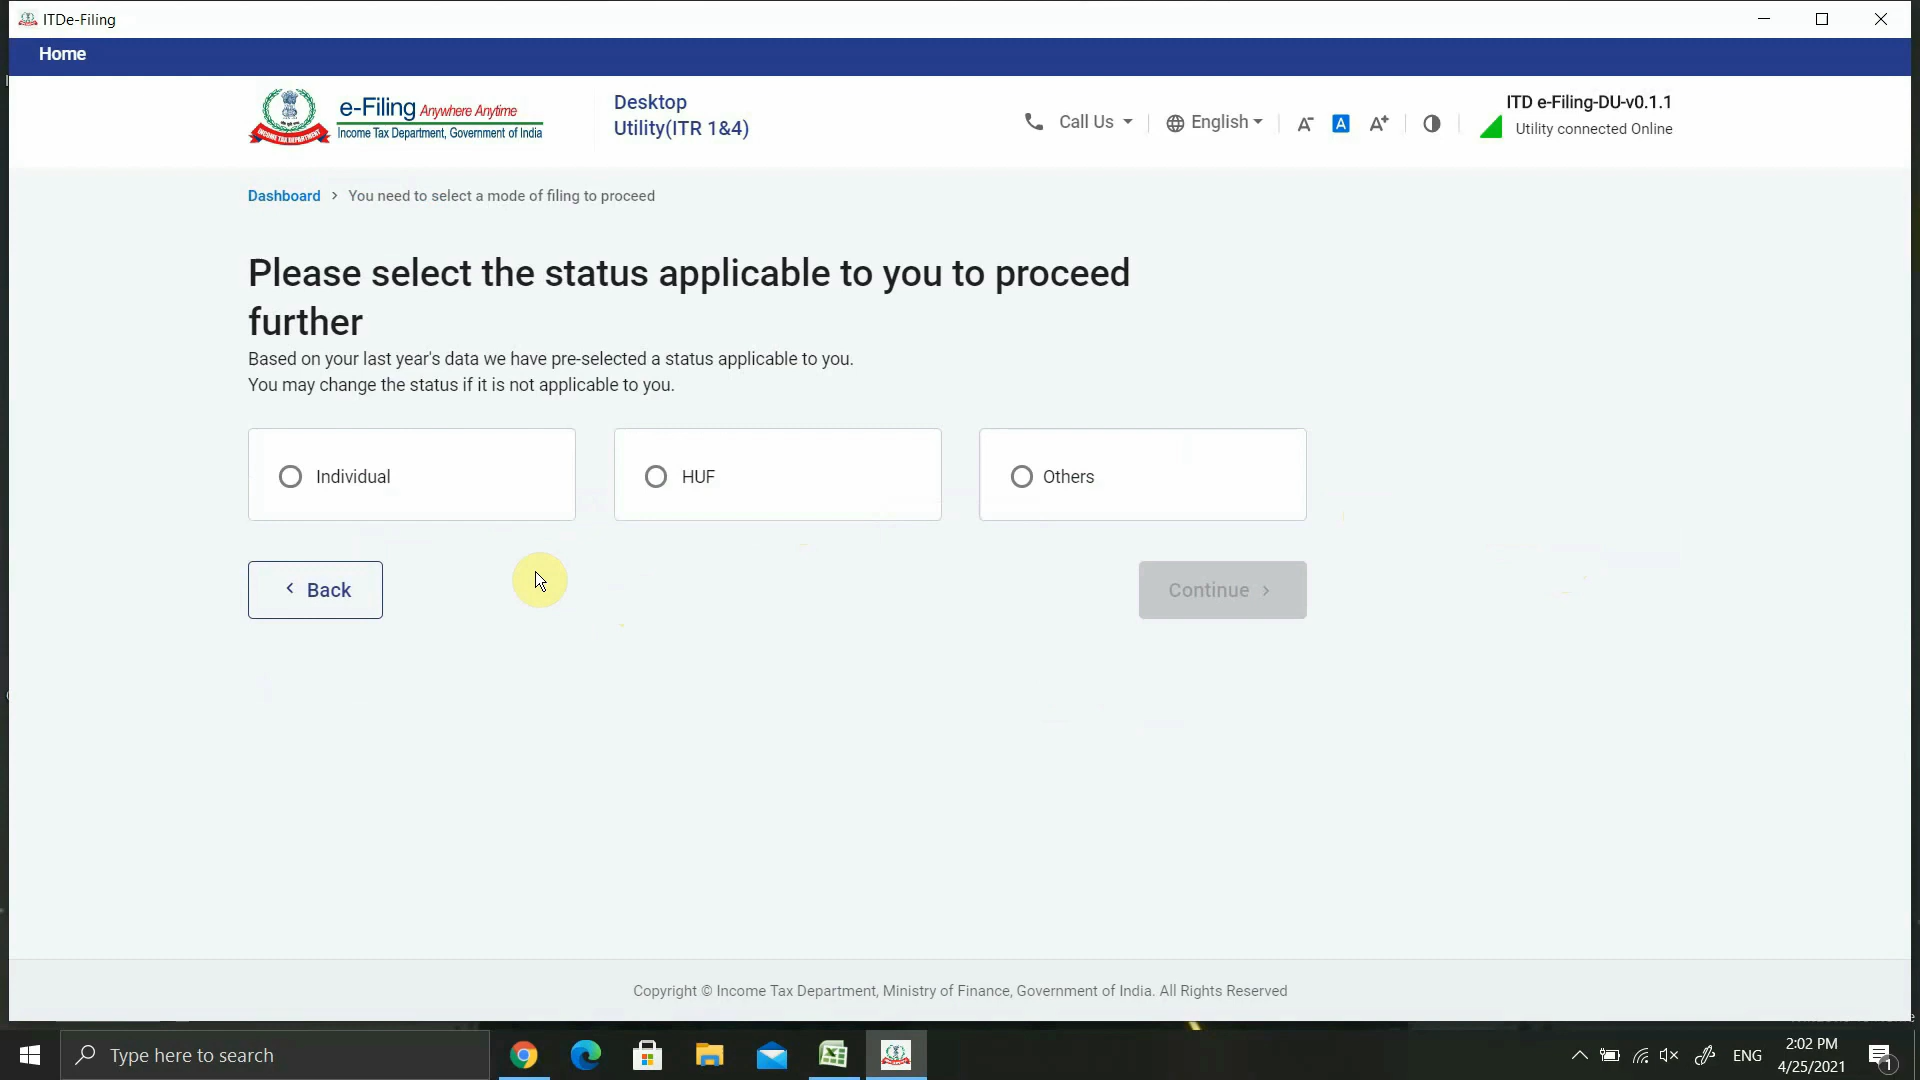 ITDe-Filing
Home
e-Filing Anywhere Anytime
Income Tax Department, Government of India
INCOME TAX DEPARTMENT
Desktop
Utility(ITR 1&4)
Call Us
English
A-
A
A+
ITD e-Filing-DU-v0.1.1
Utility connected Online
Dashboard > You need to select a mode of filing to proceed
Please select the status applicable to you to proceed
further
Based on your last year's data we have pre-selected a status applicable to you.
You may change the status if it is not applicable to you.
Individual
HUF
Others
< Back
Continue >
Copyright © Income Tax Department, Ministry of Finance, Government of India. All Rights Reserved
Type here to search
ENG
2:02 PM
4/25/2021
1